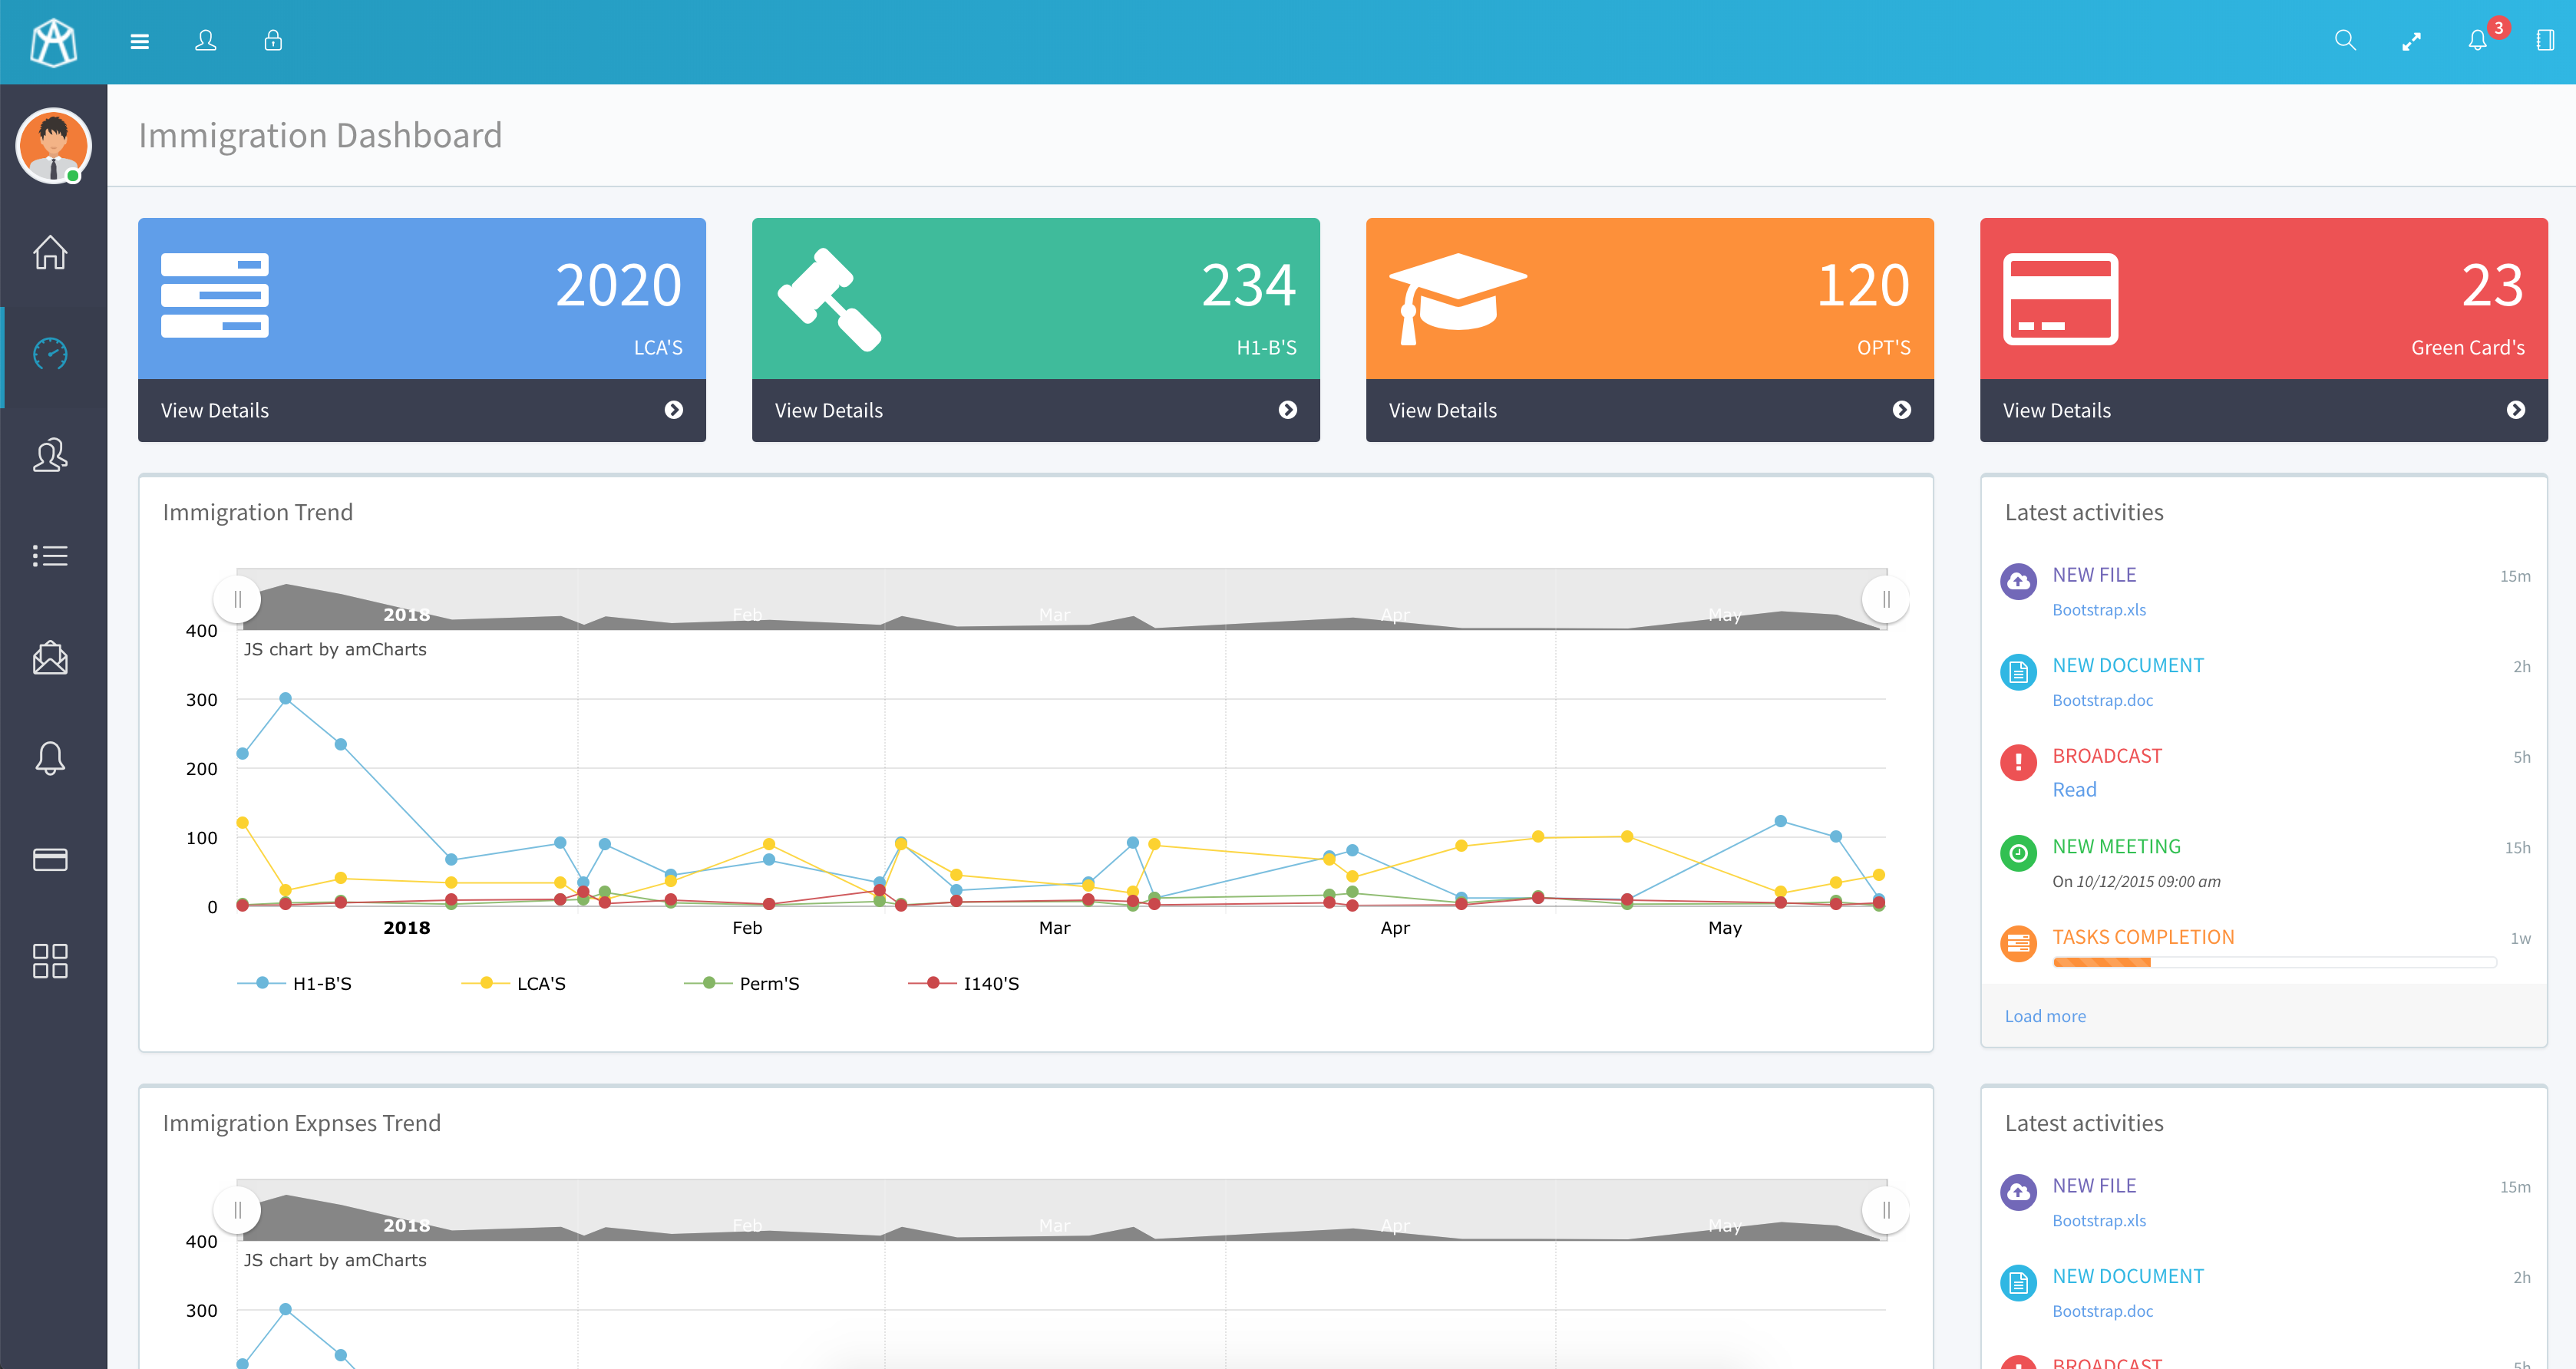 3
Immigration Dashboard
2020
LCA'S
View Details
234
H1-B'S
View Details
120
OPT'S
View Details
23
Green Card's
View Details
Immigration Trend
2018 Feb Mar Apr May
400
JS chart by amCharts
300
200
100
0
2018 Feb Mar Apr May
H1-B'S LCA'S Perm'S I140'S
Latest activities
NEW FILE 15m
Bootstrap.xls
NEW DOCUMENT 2h
Bootstrap.doc
BROADCAST 5h
Read
NEW MEETING 15h
On 10/12/2015 09:00 am
TASKS COMPLETION 1w
Load more
Immigration Expnses Trend
2018 Feb Mar Apr May
400
JS chart by amCharts
300
Latest activities
NEW FILE 15m
Bootstrap.xls
NEW DOCUMENT 2h
Bootstrap.doc
BROADCAST 5h